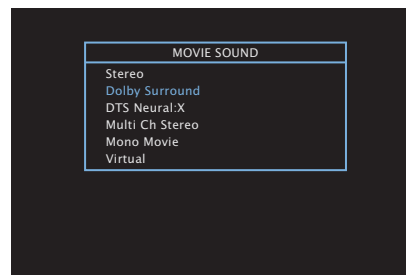 MOVIE SOUND
Stereo
Dolby Surround
DTS Neural:X
Multi Ch Stereo
Mono Movie
Virtual